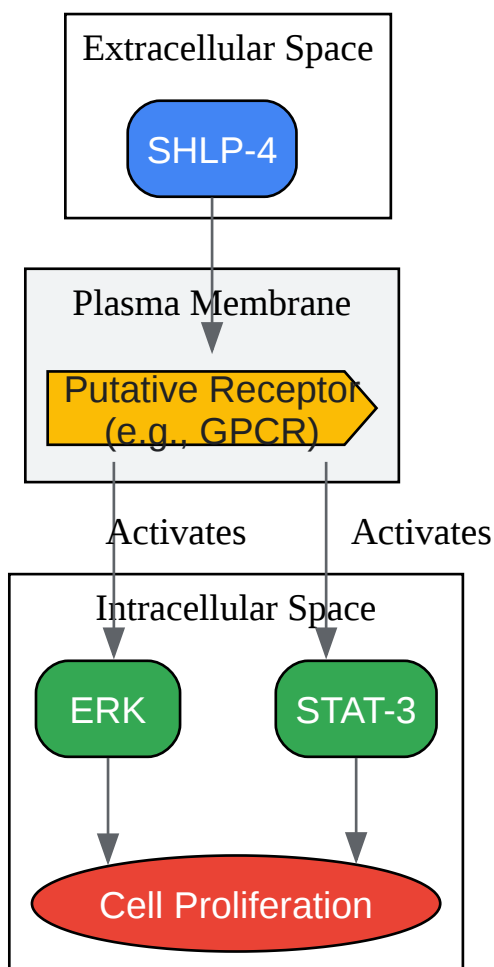 Extracellular Space
SHLP-4
Plasma Membrane
Putative Receptor
(e.g., GPCR)
Activates
Activates
Intracellular Space
ERK
STAT-3
Cell Proliferation